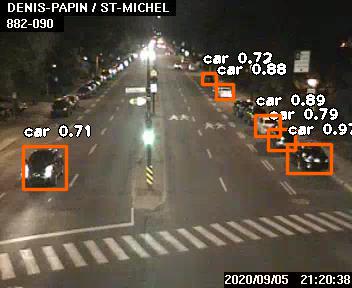 DENIS-PAPIN / ST-MICHEL
882-090
car 0.72
car 0.88
car 0.89
car 0.79
car 0.97
car 0.71
2020/09/05 21:20:38